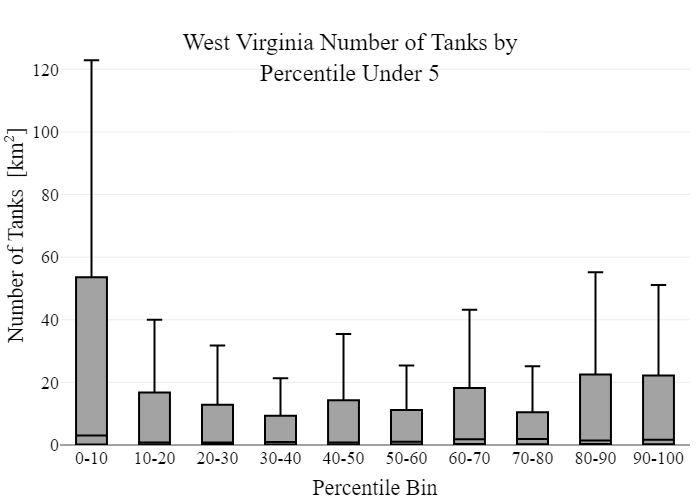 West Virginia Number of Tanks by
Percentile Under 5
Number of Tanks [km²]
120
100
80
60
40
20
0
0-10 10-20 20-30 30-40 40-50 50-60 60-70 70-80 80-90 90-100
Percentile Bin